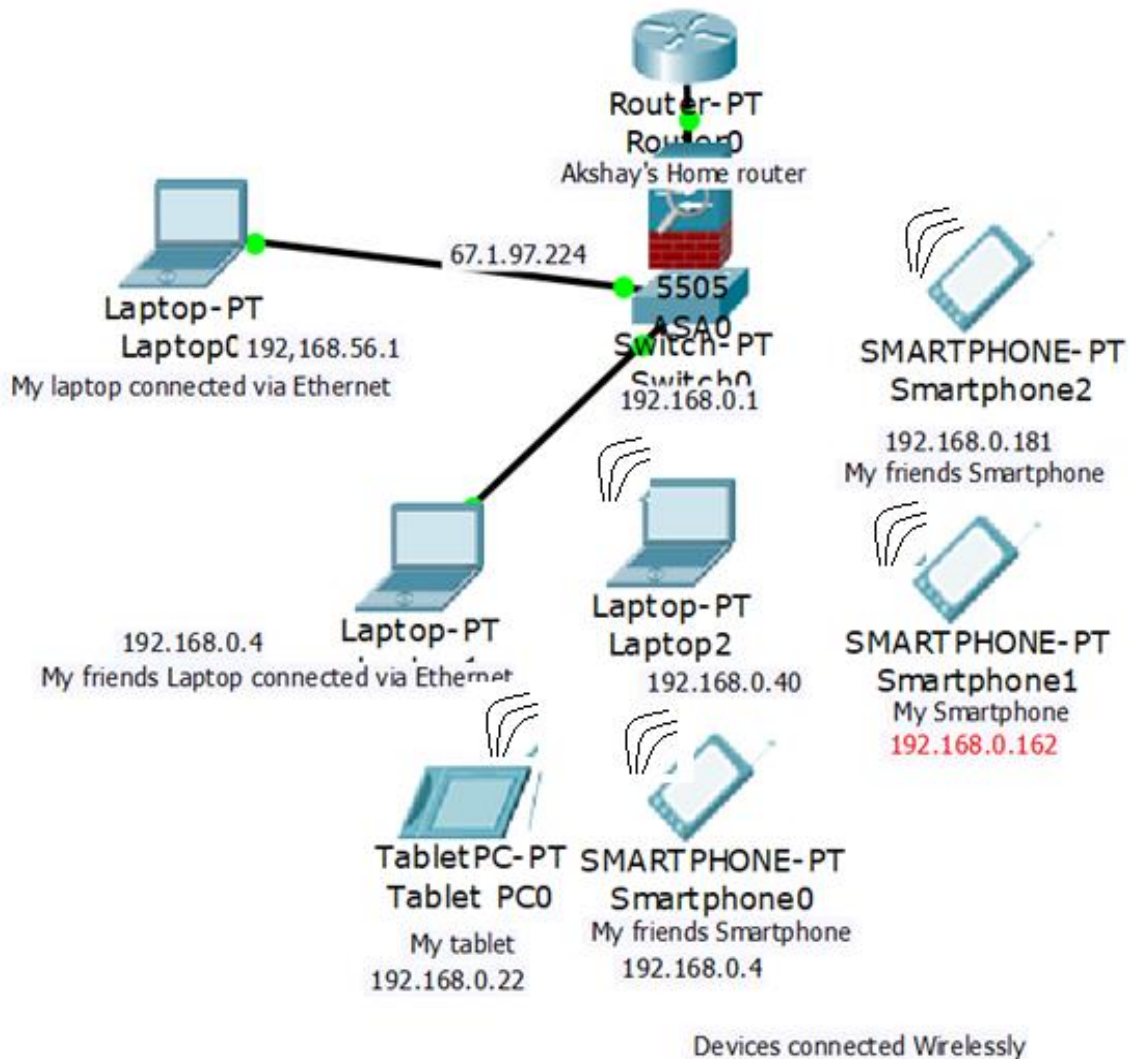 Router-PT
Router0
Akshay's Home router
67.1.97.224
5505
ASA0
Switch-PT
Switch0
192.168.0.1
Laptop-PT
192,168.56.1
My laptop connected via Ethernet
SMARTPHONE-PT
Smartphone2
192.168.0.181
My friends Smartphone
Laptop-PT
192.168.0.4
My friends Laptop connected via Ethernet
Laptop-PT
Laptop2
192.168.0.40
SMARTPHONE-PT
Smartphone1
My Smartphone
192.168.0.162
TabletPC-PT
Tablet PC0
My tablet
192.168.0.22
SMARTPHONE-PT
Smartphone0
My friends Smartphone
192.168.0.4
Devices connected Wirelessly